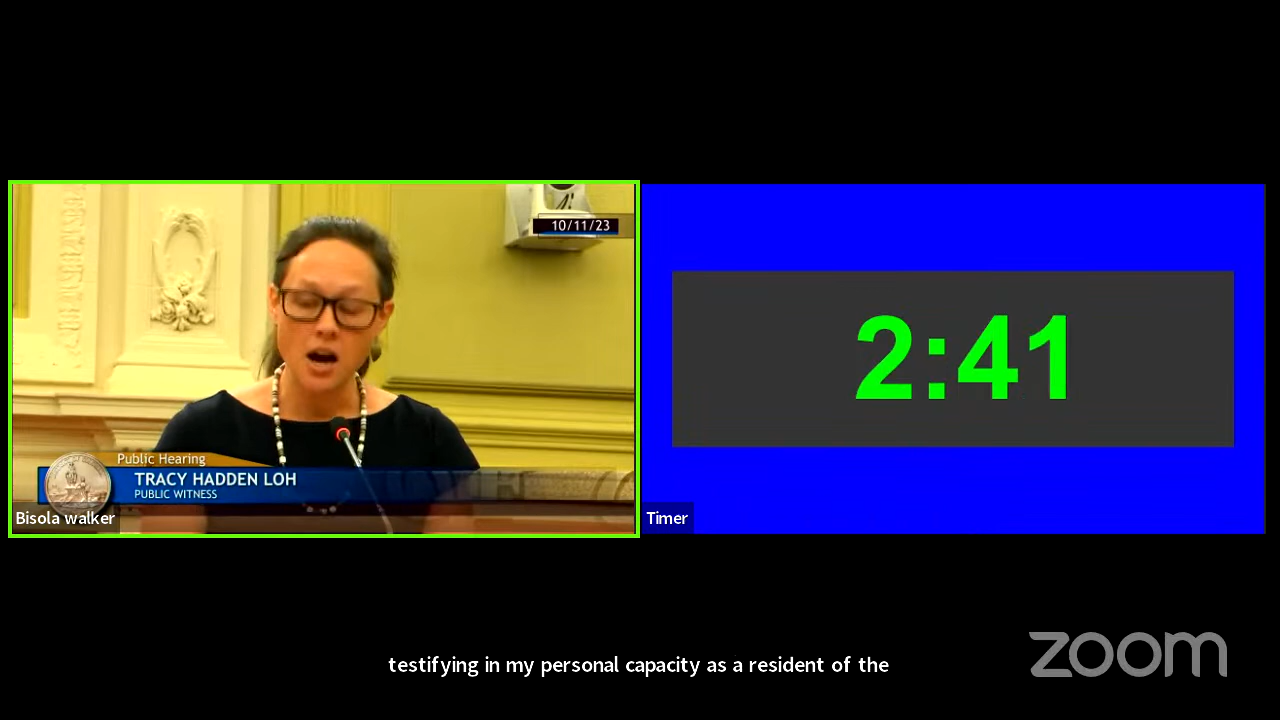 10/11/23
Public Hearing
TRACY HADDEN LOH
PUBLIC WITNESS
Bisola walker
2:41
Timer
testifying in my personal capacity as a resident of the
zoom